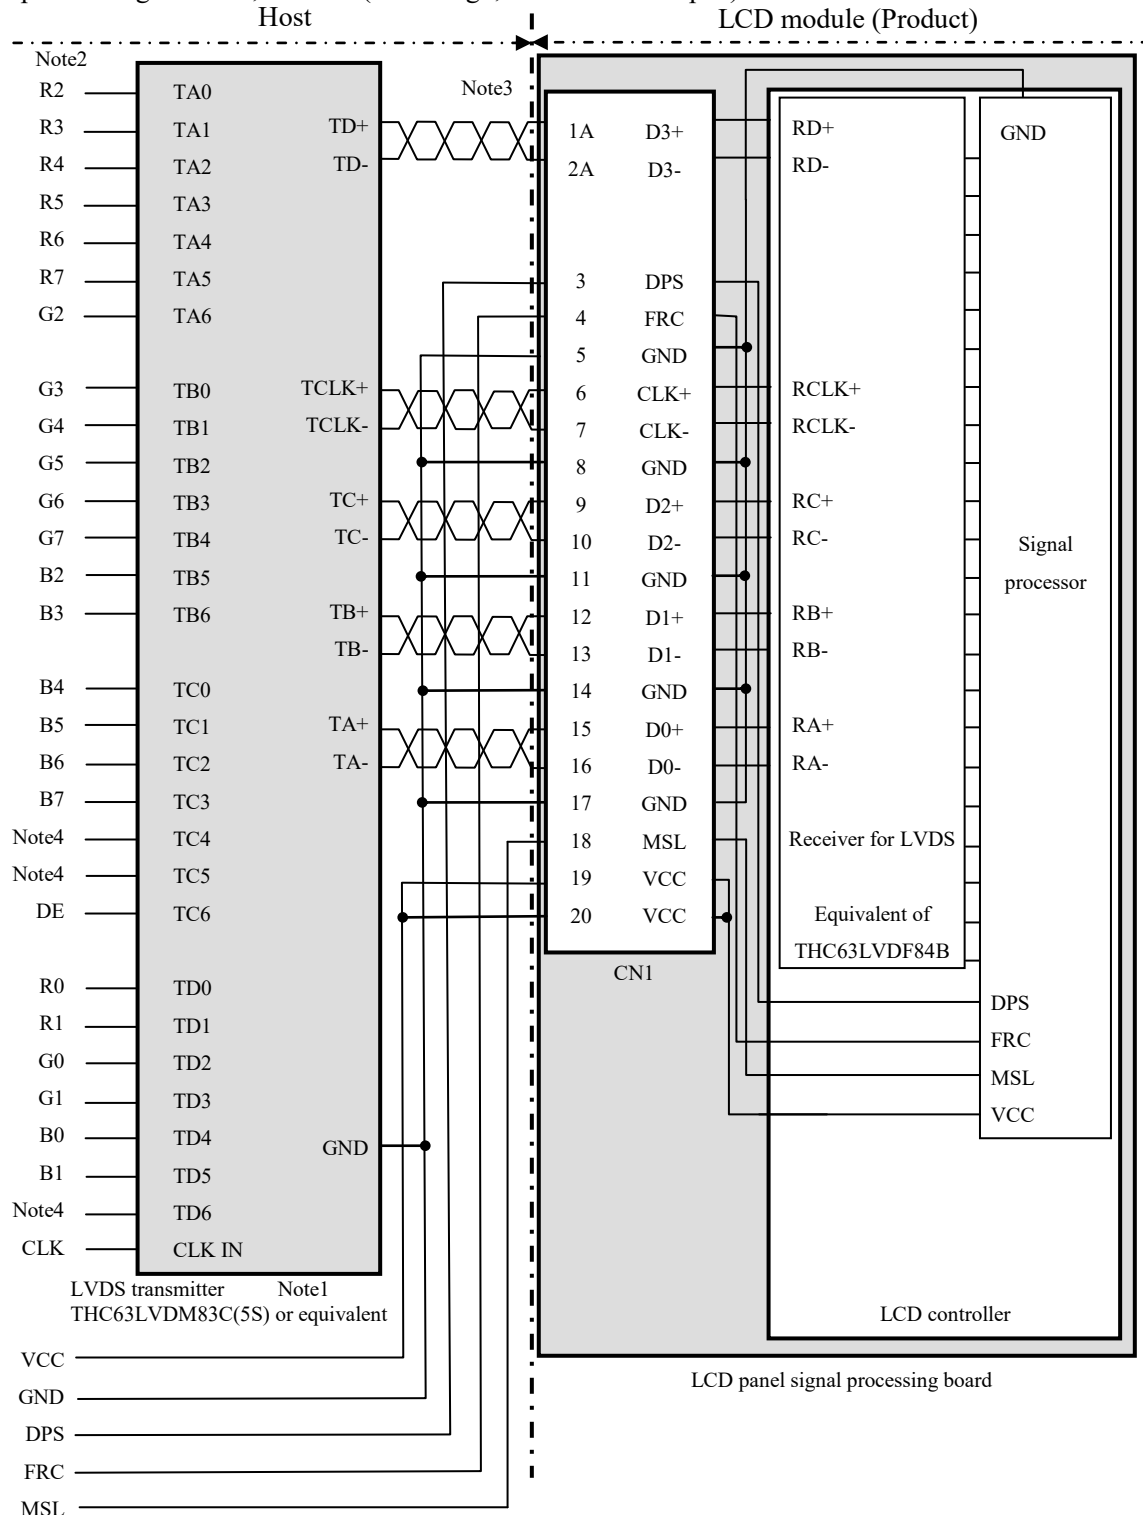 Host
LCD module (Product)
Note2
Note3
R2 TA0
R3 TA1
R4 TA2
R5 TA3
R6 TA4
R7 TA5
G2 TA6
G3 TB0
G4 TB1
G5 TB2
G6 TB3
G7 TB4
B2 TB5
B3 TB6
B4 TC0
B5 TC1
B6 TC2
B7 TC3
Note4 TC4
Note4 TC5
DE TC6
R0 TD0
R1 TD1
G0 TD2
G1 TD3
B0 TD4
B1 TD5
Note4 TD6
CLK CLK IN
TD+
TD-
TCLK+
TCLK-
TC+
TC-
TB+
TB-
TA+
TA-
GND
LVDS transmitter Note1
THC63LVDM83C(5S) or equivalent
VCC
GND
DPS
FRC
MSL
1A D3+
2A D3-
3 DPS
4 FRC
5 GND
6 CLK+
7 CLK-
8 GND
9 D2+
10 D2-
11 GND
12 D1+
13 D1-
14 GND
15 D0+
16 D0-
17 GND
18 MSL
19 VCC
20 VCC
CN1
RD+
RD-
RCLK+
RCLK-
RC+
RC-
RB+
RB-
RA+
RA-
Receiver for LVDS
Equivalent of
THC63LVDF84B
GND
Signal
processor
DPS
FRC
MSL
VCC
LCD controller
LCD panel signal processing board